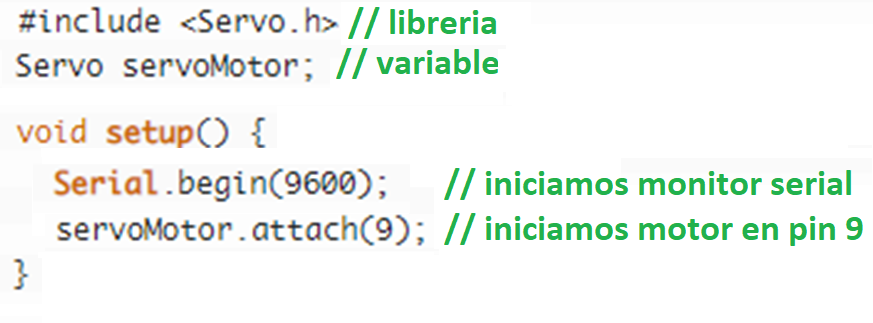 #include <Servo.h> // libreria
Servo servoMotor; // variable
void setup() {
Serial.begin(9600); // iniciamos monitor serial
servoMotor.attach(9); // iniciamos motor en pin 9
}